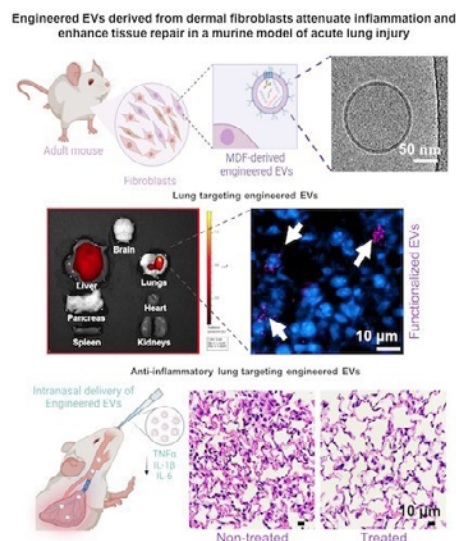 Engineered EVs derived from dermal fibroblasts attenuate inflammation and
enhance tissue repair in a murine model of acute lung injury
Adult mouse
Fibroblasts
MDF-derived
engineered EVs
50 nm
Lung targeting engineered EVs
Brain
Liver
Lungs
Pancreas
Heart
Spleen
Kidneys
10 µm
Functionalized EVs
Anti-inflammatory lung targeting engineered EVs
Intranasal delivery of
Engineered EVs
TNFα
IL-1β
IL-6
10 µm
Non-treated
Treated